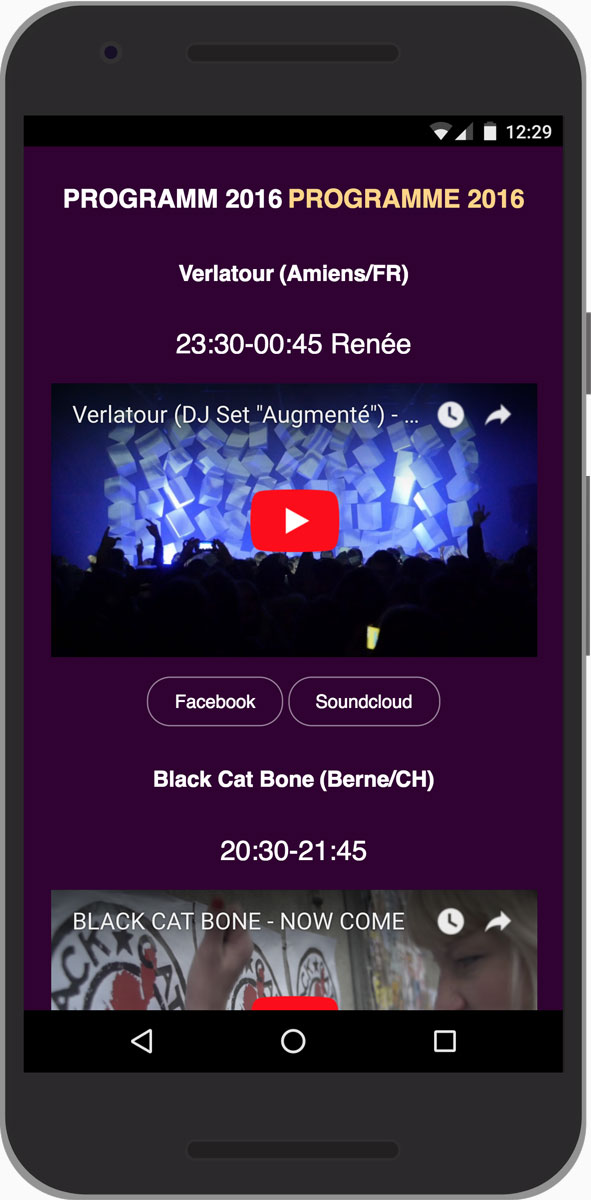 12:29
PROGRAMM 2016 PROGRAMME 2016
Verlatour (Amiens/FR)
23:30-00:45 Renée
Verlatour (DJ Set "Augmenté") - ...
Facebook Soundcloud
Black Cat Bone (Berne/CH)
20:30-21:45
BLACK CAT BONE - NOW COME